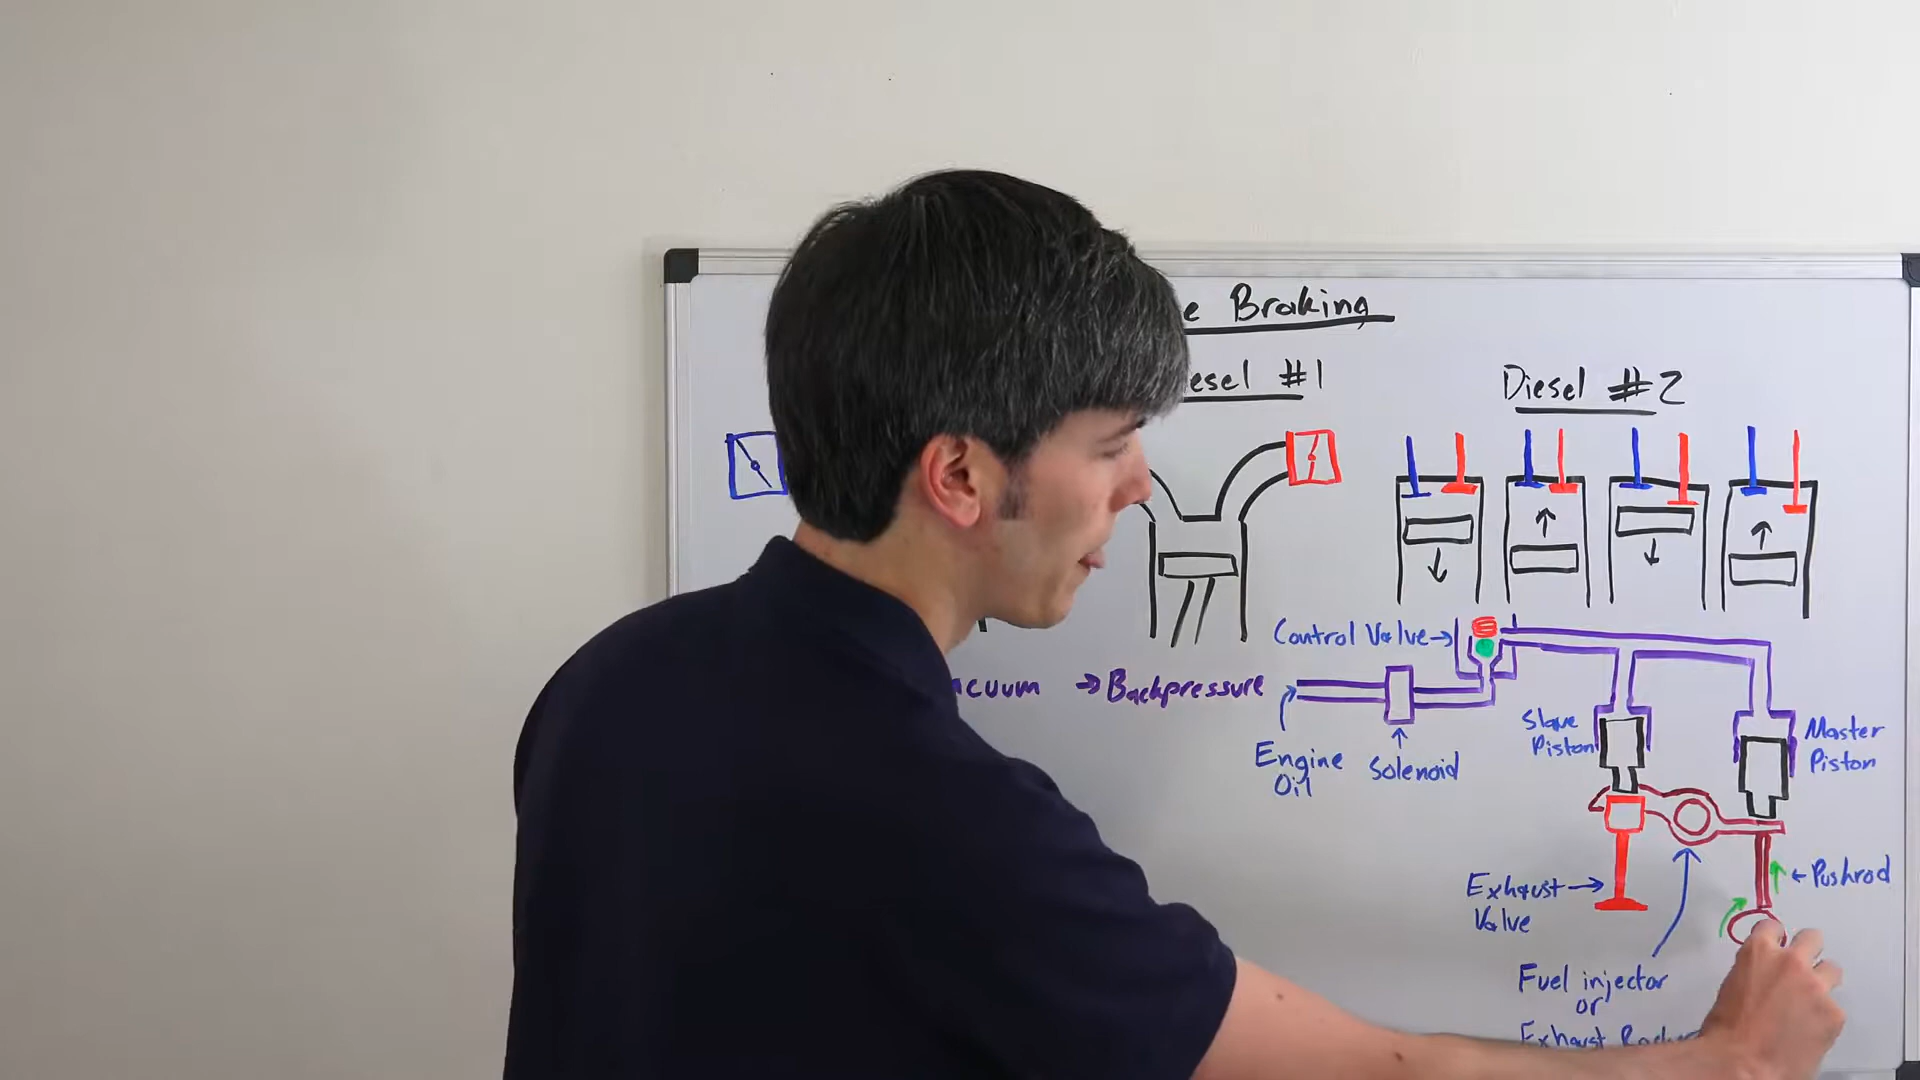 Braking
#1
Diesel #2
Control Valve→
→Backpressure
Engine
Oil
Solenoid
Slave
Piston
Master
Piston
←Pushrod
Exhaust→
Valve
Fuel injector
or
Exhaust